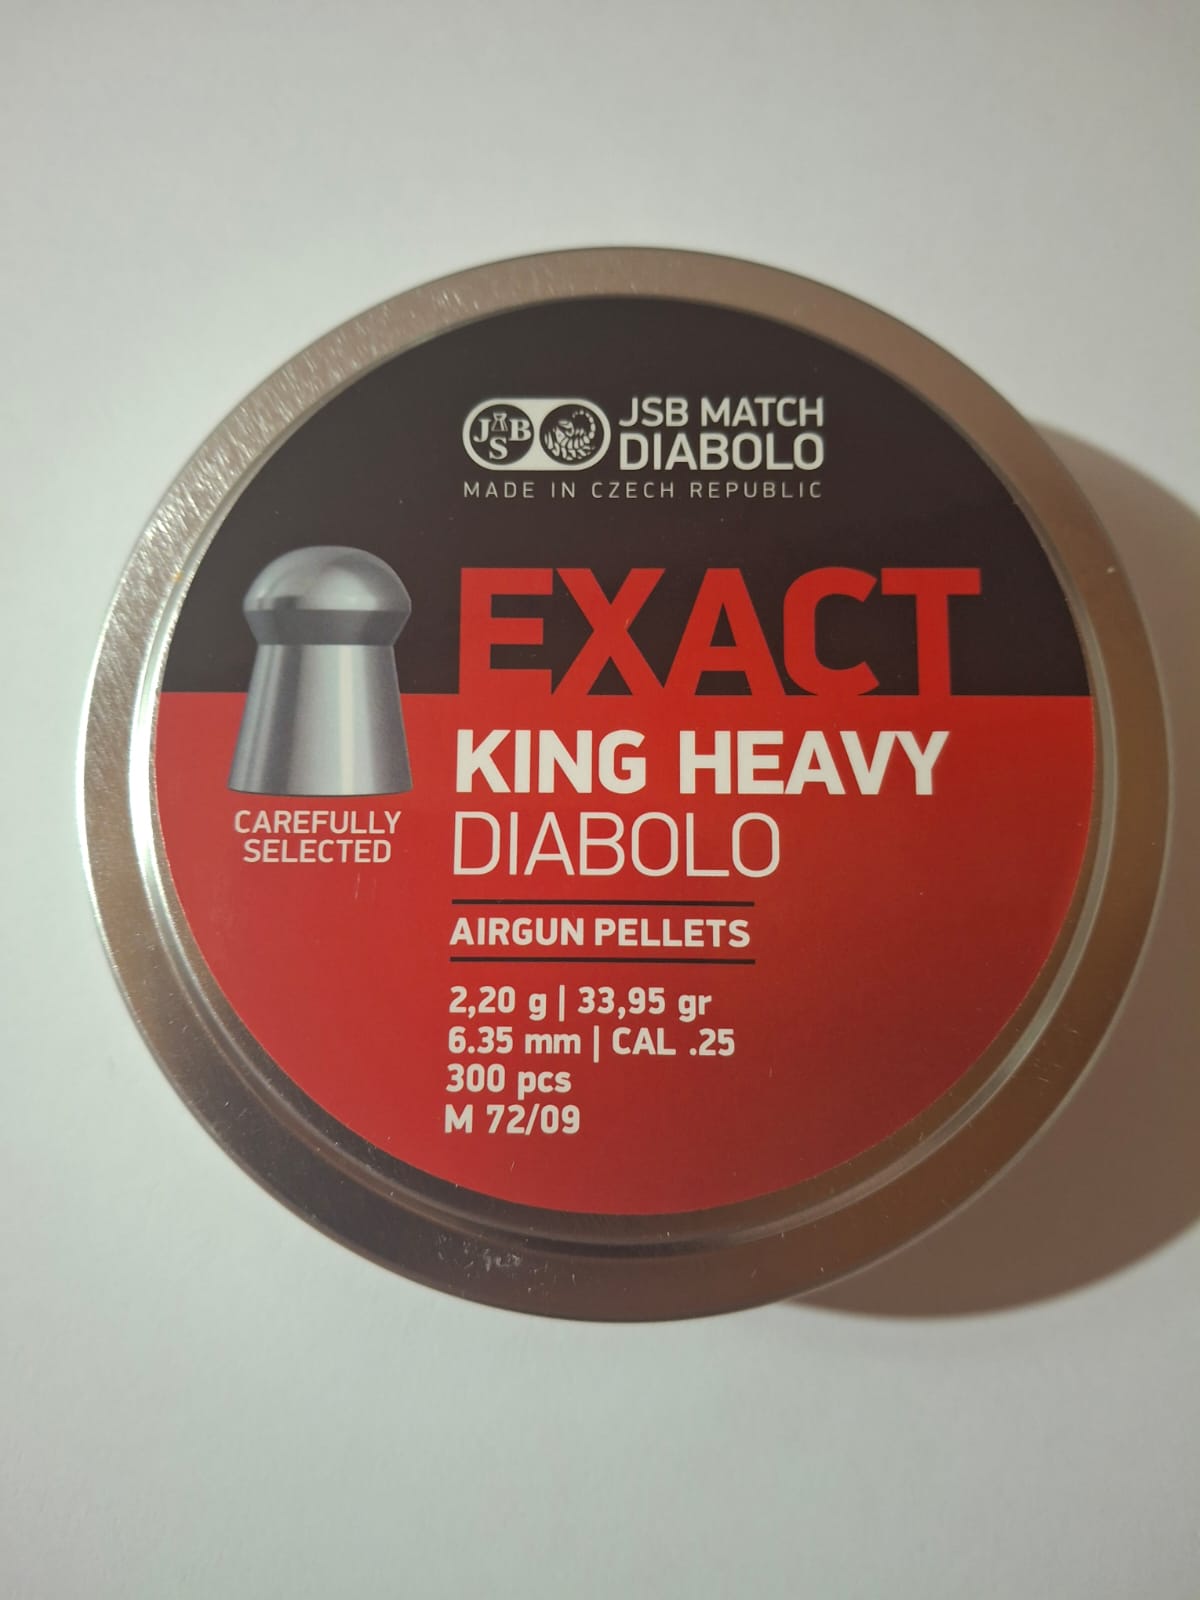 JSB
JSB MATCH
DIABOLO
MADE IN CZECH REPUBLIC
EXACT
KING HEAVY
DIABOLO
CAREFULLY
SELECTED
AIRGUN PELLETS
2,20 g | 33,95 gr
6.35 mm | CAL .25
300 pcs
M 72/09